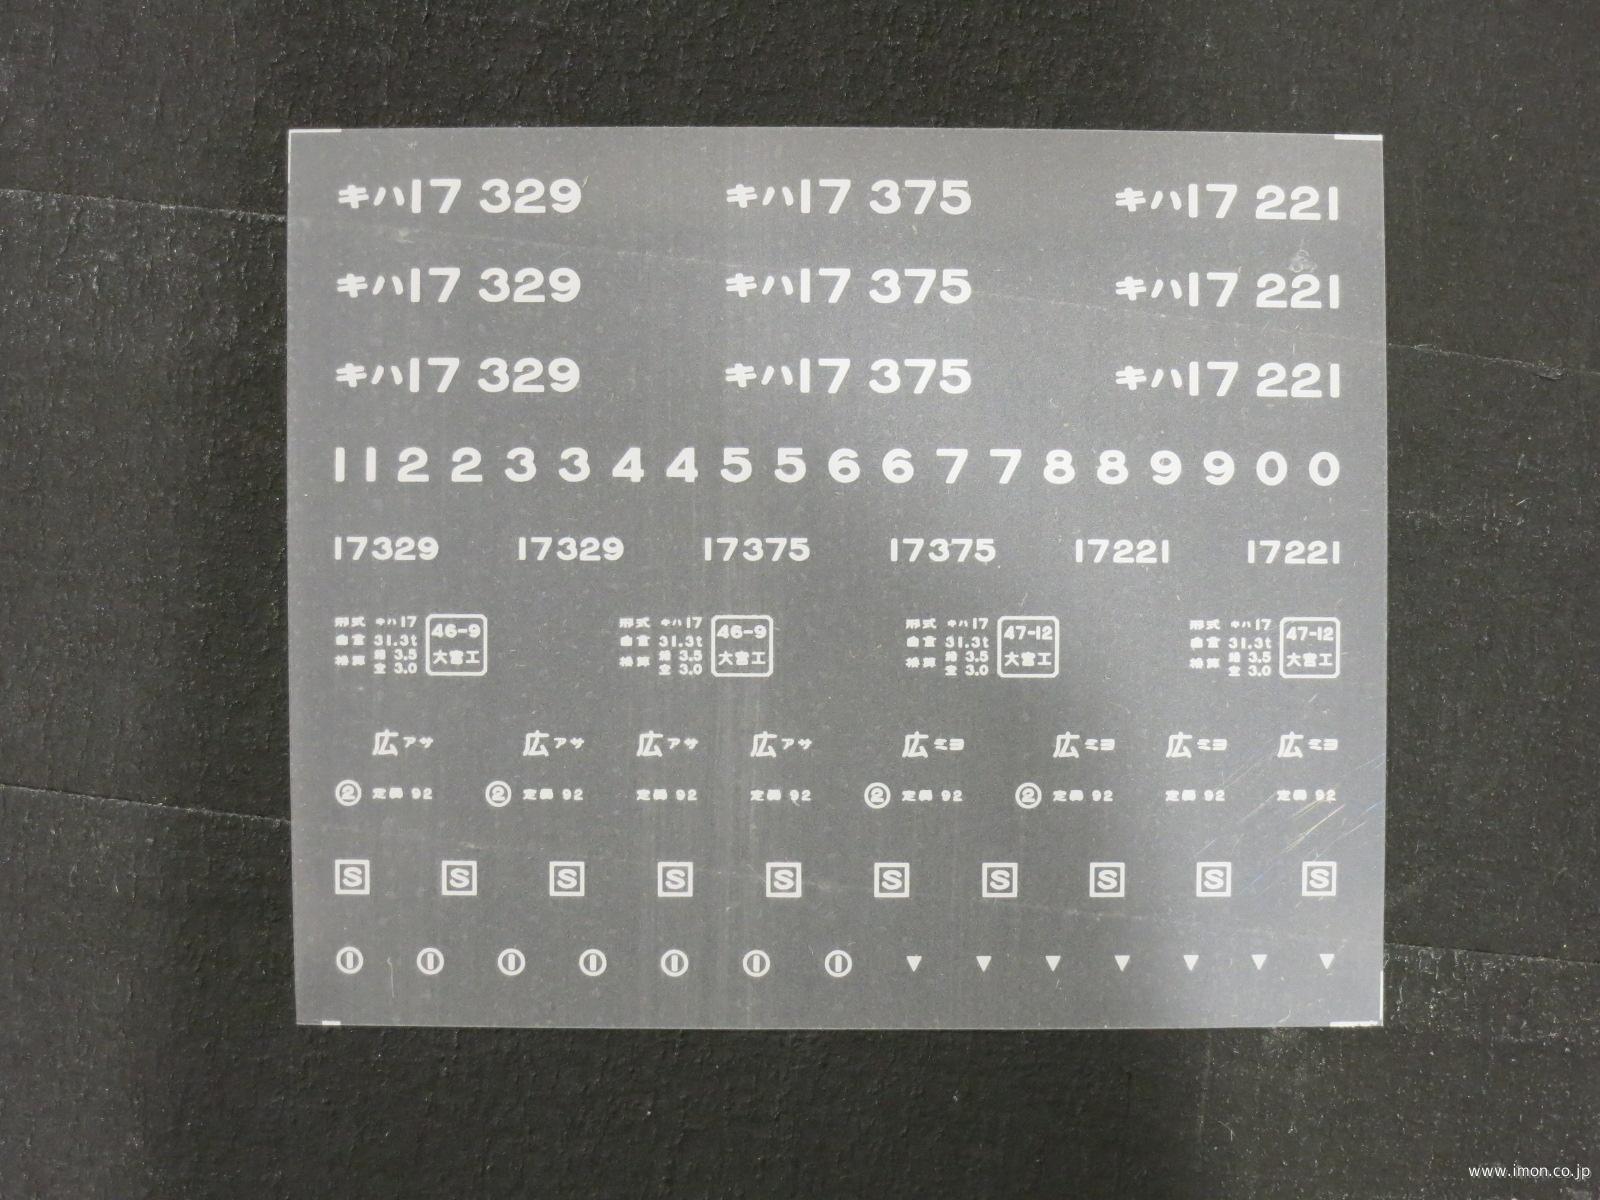 キハ17 329 キハ17 375 キハ17 221
キハ17 329 キハ17 375 キハ17 221
キハ17 329 キハ17 375 キハ17 221
1 1 2 2 3 3 4 4 5 5 6 6 7 7 8 8 9 9 0 0
17329 17329 17375 17375 17221 17221
形式 キハ17 46-9 形式 キハ17 46-9 形式 キハ17 47-12 形式 キハ17 47-12
自重 31.3t 自重 31.3t 自重 31.3t 自重 31.3t
換算 3.5 大宮工 換算 3.5 大宮工 換算 3.5 大宮工 換算 3.5 大宮工
空 3.0 空 3.0 空 3.0 空 3.0
広アサ 広アサ 広アサ 広アサ 広ミヨ 広ミヨ 広ミヨ 広ミヨ
② 定員 92 ② 定員 92 定員 92 定員 92 ② 定員 92 ② 定員 92 定員 92 定員 92
S S S S S S S S S S
① ① ① ① ① ① ① ▼ ▼ ▼ ▼ ▼ ▼ ▼
www.imon.co.jp